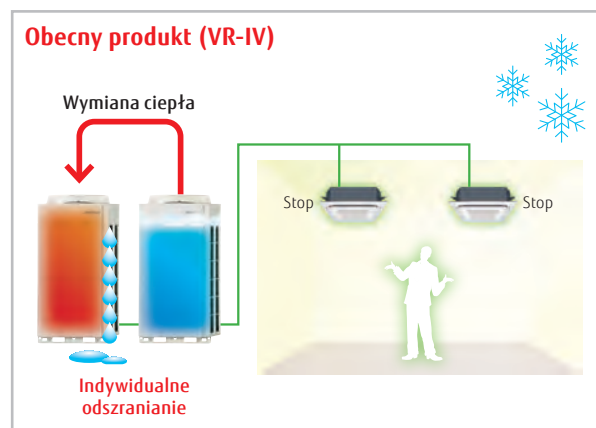 Obecny produkt (VR-IV)
Wymiana ciepła
Stop
Stop
Indywidualne
odszranianie